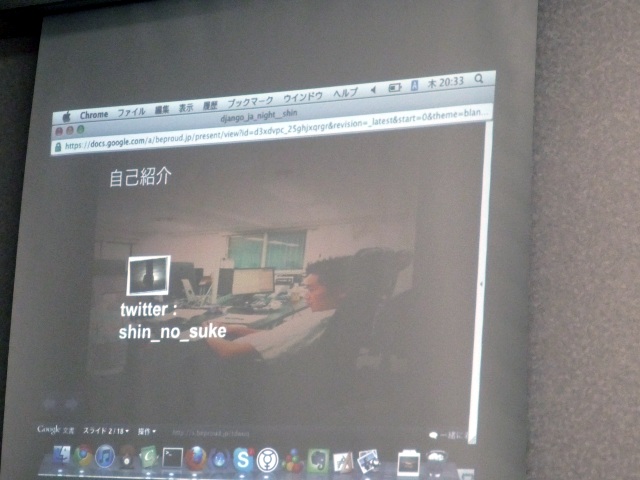 Chrome ファイル 編集 表示 履歴 ブックマーク ウインドウ ヘルプ 木 20:33
django_ja_night_shin
https://docs.google.com/a/beproud.jp/present/view?id=d3xdvpc_25ghjxqrgr&revision=_latest&start=0&theme=blan
自己紹介
twitter :
shin_no_suke
Google 文書 スライド 2 / 18 操作